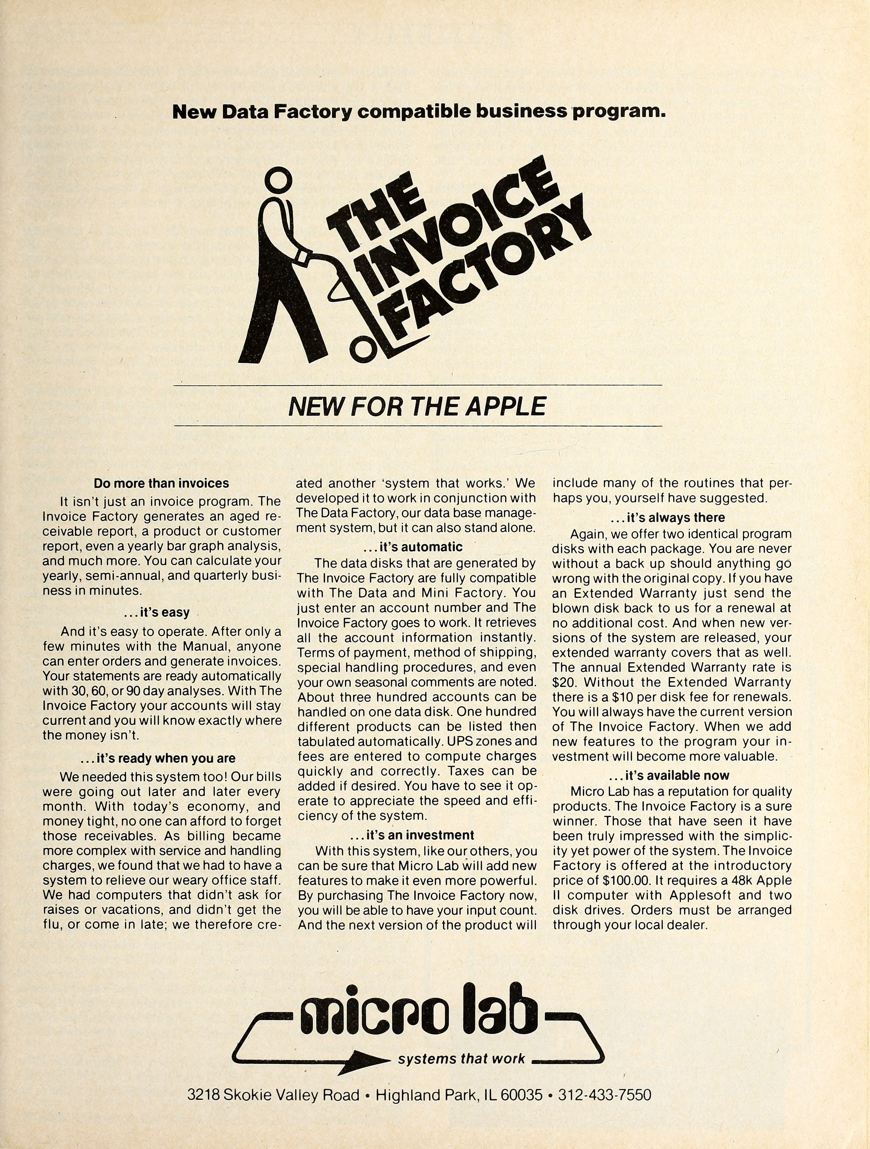 New Data Factory compatible business program.
THE
INVOICE
FACTORY
NEW FOR THE APPLE
Do more than invoices
It isn't just an invoice program. The
Invoice Factory generates an aged re-
ceivable report, a product or customer
report, even a yearly bar graph analysis,
and much more. You can calculate your
yearly, semi-annual, and quarterly busi-
ness in minutes.
...it's easy
And it's easy to operate. After only a
few minutes with the Manual, anyone
can enter orders and generate invoices.
Your statements are ready automatically
with 30, 60, or 90 day analyses. With The
Invoice Factory your accounts will stay
current and you will know exactly where
the money isn't.
...it's ready when you are
We needed this system too! Our bills
were going out later and later every
month. With today's economy, and
money tight, no one can afford to forget
those receivables. As billing became
more complex with service and handling
charges, we found that we had to have a
system to relieve our weary office staff.
We had computers that didn't ask for
raises or vacations, and didn't get the
flu, or come in late; we therefore cre-
ated another 'system that works.' We
developed it to work in conjunction with
The Data Factory, our data base manage-
ment system, but it can also stand alone.
...it's automatic
The data disks that are generated by
The Invoice Factory are fully compatible
with The Data and Mini Factory. You
just enter an account number and The
Invoice Factory goes to work. It retrieves
all the account information instantly.
Terms of payment, method of shipping,
special handling procedures, and even
your own seasonal comments are noted.
About three hundred accounts can be
handled on one data disk. One hundred
different products can be listed then
tabulated automatically. UPS zones and
fees are entered to compute charges
quickly and correctly. Taxes can be
added if desired. You have to see it op-
erate to appreciate the speed and effi-
ciency of the system.
...it's an investment
With this system, like our others, you
can be sure that Micro Lab will add new
features to make it even more powerful.
By purchasing The Invoice Factory now,
you will be able to have your input count.
And the next version of the product will
include many of the routines that per-
haps you, yourself have suggested.
...it's always there
Again, we offer two identical program
disks with each package. You are never
without a back up should anything go
wrong with the original copy. If you have
an Extended Warranty just send the
blown disk back to us for a renewal at
no additional cost. And when new ver-
sions of the system are released, your
extended warranty covers that as well.
The annual Extended Warranty rate is
$20. Without the Extended Warranty
there is a $10 per disk fee for renewals.
You will always have the current version
of The Invoice Factory. When we add
new features to the program your in-
vestment will become more valuable.
...it's available now
Micro Lab has a reputation for quality
products. The Invoice Factory is a sure
winner. Those that have seen it have
been truly impressed with the simplic-
ity yet power of the system. The Invoice
Factory is offered at the introductory
price of $100.00. It requires a 48k Apple
II computer with Applesoft and two
disk drives. Orders must be arranged
through your local dealer.
micro lab
systems that work
3218 Skokie Valley Road • Highland Park, IL 60035 • 312-433-7550